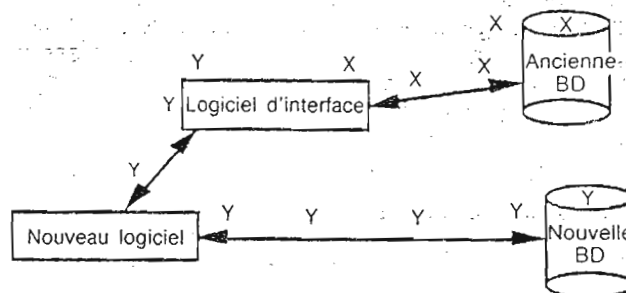 X
X
Ancienne
BD
Y
X
X
X
Y
Logiciel d'interface
Y
Y
Y
Y
Y
Y
Nouveau logiciel
Nouvelle
BD